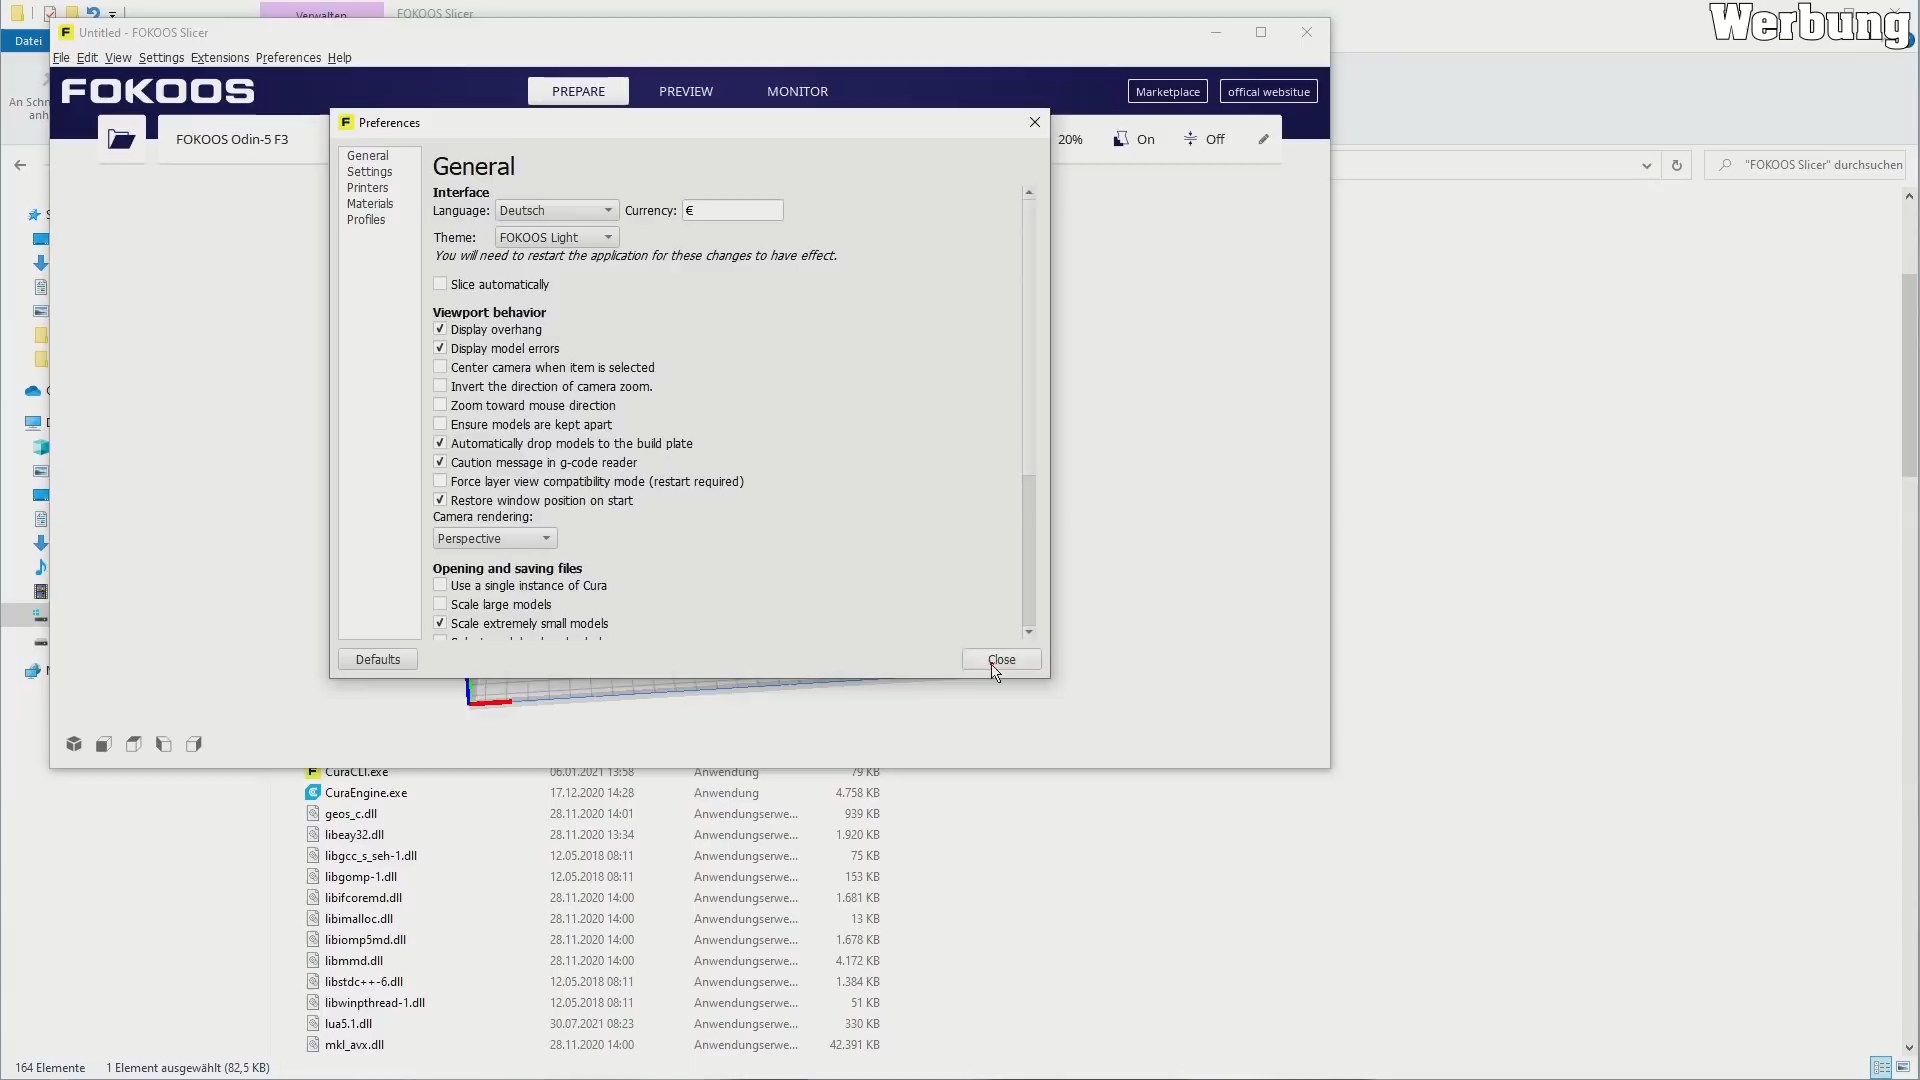 Verwalten
FOKOOS Slicer
Werbung
Datei
An Schn
anh
"FOKOOS Slicer" durchsuchen
Untitled - FOKOOS Slicer
File Edit View Settings Extensions Preferences Help
FOKOOS
PREPARE PREVIEW MONITOR
Marketplace offical websitue
FOKOOS Odin-5 F3
20% On Off
Preferences
General
Settings
Printers
Materials
Profiles
General
Interface
Language: Deutsch Currency: €
Theme: FOKOOS Light
You will need to restart the application for these changes to have effect.
Slice automatically
Viewport behavior
Display overhang
Display model errors
Center camera when item is selected
Invert the direction of camera zoom.
Zoom toward mouse direction
Ensure models are kept apart
Automatically drop models to the build plate
Caution message in g-code reader
Force layer view compatibility mode (restart required)
Restore window position on start
Camera rendering:
Perspective
Opening and saving files
Use a single instance of Cura
Scale large models
Scale extremely small models
Defaults Close
CuraCLI.exe 06.01.2021 13:58 Anwendung 79 KB
CuraEngine.exe 17.12.2020 14:28 Anwendung 4.758 KB
geos_c.dll 28.11.2020 14:01 Anwendungserwe... 939 KB
libeay32.dll 28.11.2020 13:34 Anwendungserwe... 1.920 KB
libgcc_s_seh-1.dll 12.05.2018 08:11 Anwendungserwe... 75 KB
libgomp-1.dll 12.05.2018 08:11 Anwendungserwe... 153 KB
libifcoremd.dll 28.11.2020 14:00 Anwendungserwe... 1.681 KB
libimalloc.dll 28.11.2020 14:00 Anwendungserwe... 13 KB
libiomp5md.dll 28.11.2020 14:00 Anwendungserwe... 1.678 KB
libmmd.dll 28.11.2020 14:00 Anwendungserwe... 4.172 KB
libstdc++-6.dll 12.05.2018 08:11 Anwendungserwe... 1.384 KB
libwinpthread-1.dll 12.05.2018 08:11 Anwendungserwe... 51 KB
lua5.1.dll 30.07.2021 08:23 Anwendungserwe... 330 KB
mkl_avx.dll 28.11.2020 14:00 Anwendungserwe... 42.391 KB
164 Elemente 1 Element ausgewählt (82,5 KB)